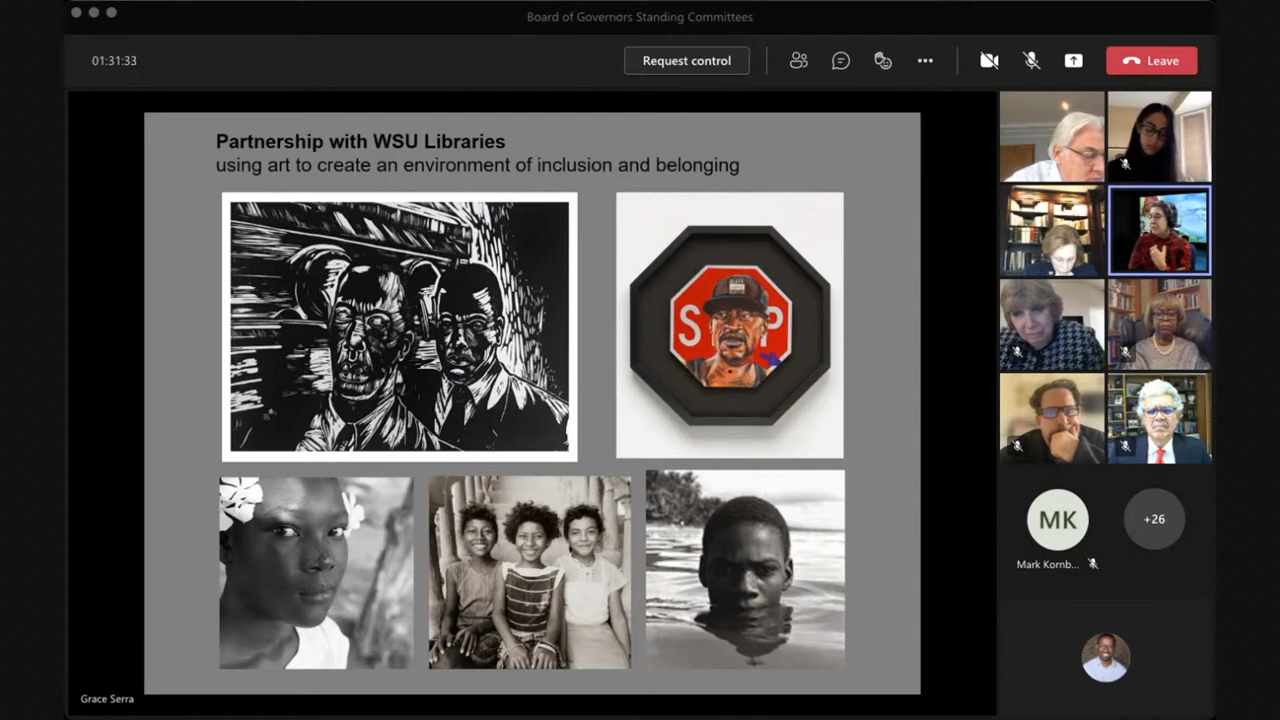 Board of Governors Standing Committees
01:31:33
Request control
Leave
Partnership with WSU Libraries
using art to create an environment of inclusion and belonging
S P
MK
+26
Mark Kornb...
Grace Serra